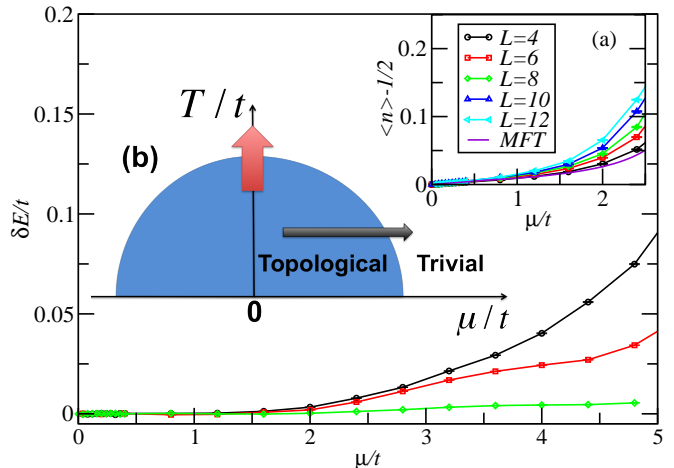 0.2
0.15
0.1
0.05
0
δE/t
0 1 2 3 4 5
μ/t
(a)
0.2
0.1
0
<n>-1/2
0 1 2
μ/t
L=4
L=6
L=8
L=10
L=12
MFT
(b)
T/t
Topological Trivial
0
μ/t